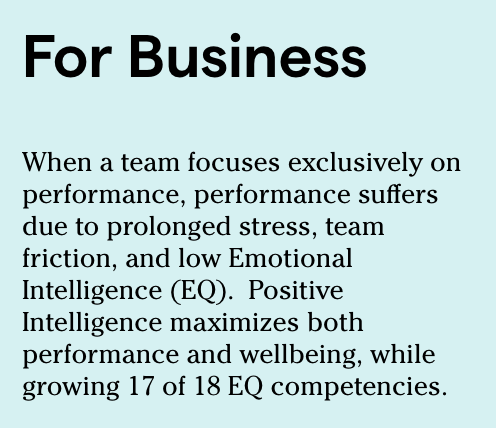 For Business
When a team focuses exclusively on
performance, performance suffers
due to prolonged stress, team
friction, and low Emotional
Intelligence (EQ).  Positive
Intelligence maximizes both
performance and wellbeing, while
growing 17 of 18 EQ competencies.